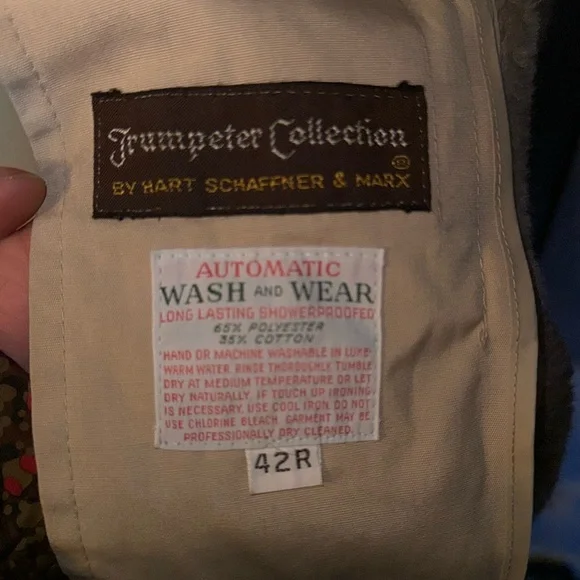 Trumpeter Collection
BY HART SCHAFFNER & MARX
AUTOMATIC
WASH AND WEAR
LONG LASTING SHOWERPROOFED
65% POLYESTER
35% COTTON
HAND OR MACHINE WASHABLE IN LUKE-
WARM WATER. RINSE THOROUGHLY. TUMBLE
DRY AT MEDIUM TEMPERATURE OR LET
DRY NATURALLY. IF TOUCH UP IRONING
IS NECESSARY, USE COOL IRON. DO NOT
USE CHLORINE BLEACH. GARMENT MAY BE
PROFESSIONALLY DRY CLEANED.
42R